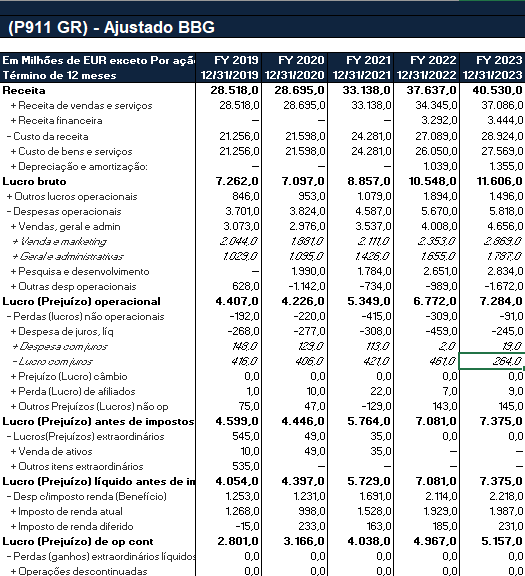 (P911 GR) - Ajustado BBG
Em Milhões de EUR exceto Por açã FY 2019 FY 2020 FY 2021 FY 2022 FY 2023
Término de 12 meses 12/31/2019 12/31/2020 12/31/2021 12/31/2022 12/31/2023
Receita 28.518,0 28.695,0 33.138,0 37.637,0 40.530,0
+ Receita de vendas e serviços 28.518,0 28.695,0 33.138,0 34.345,0 37.086,0
+ Receita financeira — — — 3.292,0 3.444,0
- Custo da receita 21.256,0 21.598,0 24.281,0 27.089,0 28.924,0
+ Custo de bens e serviços 21.256,0 21.598,0 24.281,0 26.050,0 27.569,0
+ Depreciação e amortização: — — — 1.039,0 1.355,0
Lucro bruto 7.262,0 7.097,0 8.857,0 10.548,0 11.606,0
+ Outros lucros operacionais 846,0 953,0 1.079,0 1.894,0 1.496,0
- Despesas operacionais 3.701,0 3.824,0 4.587,0 5.670,0 5.818,0
+ Vendas, geral e admin 3.073,0 2.976,0 3.537,0 4.008,0 4.656,0
+ Venda e marketing 2.044,0 1.881,0 2.111,0 2.353,0 2.869,0
+ Geral e administrativas 1.029,0 1.095,0 1.426,0 1.655,0 1.787,0
+ Pesquisa e desenvolvimento — 1.990,0 1.784,0 2.651,0 2.834,0
+ Outras desp operacionais 628,0 -1.142,0 -734,0 -989,0 -1.672,0
Lucro (Prejuízo) operacional 4.407,0 4.226,0 5.349,0 6.772,0 7.284,0
- Perdas (lucros) não operacionais -192,0 -220,0 -415,0 -309,0 -91,0
+ Despesa de juros, líq -268,0 -277,0 -308,0 -459,0 -245,0
+ Despesa com juros 148,0 129,0 113,0 2,0 19,0
- Lucro com juros 416,0 406,0 421,0 461,0 264,0
+ Prejuízo (Lucro) câmbio 0,0 0,0 0,0 0,0 0,0
+ Perda (Lucro) de afiliados 1,0 10,0 22,0 7,0 9,0
+ Outros Prejuízos (Lucros) não op 75,0 47,0 -129,0 143,0 145,0
Lucro (Prejuízo) antes de impostos 4.599,0 4.446,0 5.764,0 7.081,0 7.375,0
- Lucros(Prejuízos) extraordinários 545,0 49,0 35,0 0,0 0,0
+ Venda de ativos 10,0 49,0 35,0 — —
+ Outros itens extraordinários 535,0 — — — —
Lucro (Prejuízo) líquido antes de in 4.054,0 4.397,0 5.729,0 7.081,0 7.375,0
- Desp c/imposto renda (Benefício) 1.253,0 1.231,0 1.691,0 2.114,0 2.218,0
+ Imposto de renda atual 1.268,0 998,0 1.528,0 1.929,0 1.987,0
+ Imposto de renda diferido -15,0 233,0 163,0 185,0 231,0
Lucro (Prejuízo) de op cont 2.801,0 3.166,0 4.038,0 4.967,0 5.157,0
- Perdas (ganhos) extraordinários líquidos 0,0 0,0 0,0 0,0 0,0
+ Operações descontinuadas 0,0 0,0 0,0 0,0 0,0